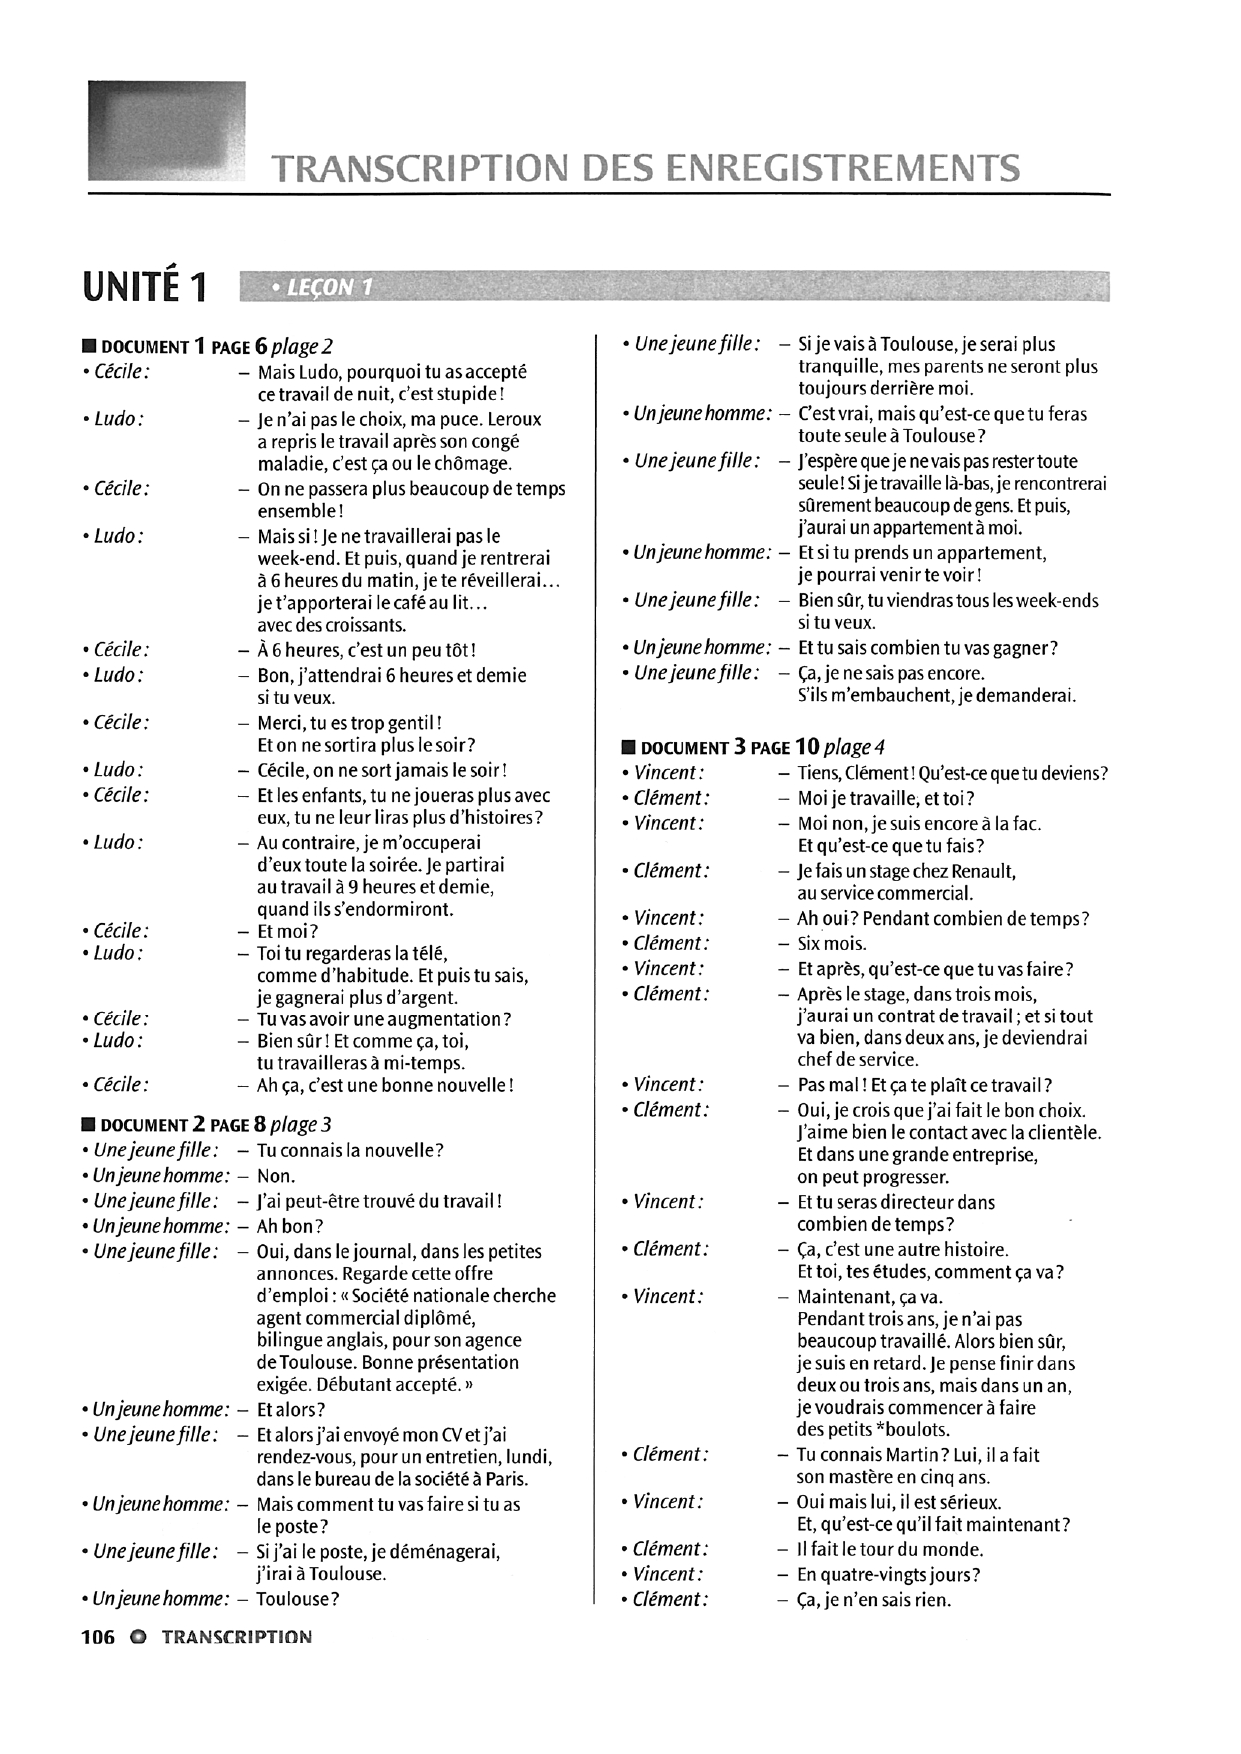 TRANSCRIPTION DES ENREGISTREMENTS
UNITÉ 1 • LEÇON 1
■ DOCUMENT 1 PAGE 6 plage 2
• Cécile : – Mais Ludo, pourquoi tu as accepté
ce travail de nuit, c'est stupide !
• Ludo : – Je n'ai pas le choix, ma puce. Leroux
a repris le travail après son congé
maladie, c'est ça ou le chômage.
• Cécile : – On ne passera plus beaucoup de temps
ensemble !
• Ludo : – Mais si ! Je ne travaillerai pas le
week-end. Et puis, quand je rentrerai
à 6 heures du matin, je te réveillerai...
je t'apporterai le café au lit...
avec des croissants.
• Cécile : – À 6 heures, c'est un peu tôt !
• Ludo : – Bon, j'attendrai 6 heures et demie
si tu veux.
• Cécile : – Merci, tu es trop gentil !
Et on ne sortira plus le soir ?
• Ludo : – Cécile, on ne sort jamais le soir !
• Cécile : – Et les enfants, tu ne joueras plus avec
eux, tu ne leur liras plus d'histoires ?
• Ludo : – Au contraire, je m'occuperai
d'eux toute la soirée. Je partirai
au travail à 9 heures et demie,
quand ils s'endormiront.
• Cécile : – Et moi ?
• Ludo : – Toi tu regarderas la télé,
comme d'habitude. Et puis tu sais,
je gagnerai plus d'argent.
• Cécile : – Tu vas avoir une augmentation ?
• Ludo : – Bien sûr ! Et comme ça, toi,
tu travailleras à mi-temps.
• Cécile : – Ah ça, c'est une bonne nouvelle !
■ DOCUMENT 2 PAGE 8 plage 3
• Une jeune fille : – Tu connais la nouvelle ?
• Un jeune homme : – Non.
• Une jeune fille : – J'ai peut-être trouvé du travail !
• Un jeune homme : – Ah bon ?
• Une jeune fille : – Oui, dans le journal, dans les petites
annonces. Regarde cette offre
d'emploi : « Société nationale cherche
agent commercial diplômé,
bilingue anglais, pour son agence
de Toulouse. Bonne présentation
exigée. Débutant accepté. »
• Un jeune homme : – Et alors ?
• Une jeune fille : – Et alors j'ai envoyé mon CV et j'ai
rendez-vous, pour un entretien, lundi,
dans le bureau de la société à Paris.
• Un jeune homme : – Mais comment tu vas faire si tu as
le poste ?
• Une jeune fille : – Si j'ai le poste, je déménagerai,
j'irai à Toulouse.
• Un jeune homme : – Toulouse ?
• Une jeune fille : – Si je vais à Toulouse, je serai plus
tranquille, mes parents ne seront plus
toujours derrière moi.
• Un jeune homme : – C'est vrai, mais qu'est-ce que tu feras
toute seule à Toulouse ?
• Une jeune fille : – J'espère que je ne vais pas rester toute
seule ! Si je travaille là-bas, je rencontrerai
sûrement beaucoup de gens. Et puis,
j'aurai un appartement à moi.
• Un jeune homme : – Et si tu prends un appartement,
je pourrai venir te voir !
• Une jeune fille : – Bien sûr, tu viendras tous les week-ends
si tu veux.
• Un jeune homme : – Et tu sais combien tu vas gagner ?
• Une jeune fille : – Ça, je ne sais pas encore.
S'ils m'embauchent, je demanderai.
■ DOCUMENT 3 PAGE 10 plage 4
• Vincent : – Tiens, Clément ! Qu'est-ce que tu deviens ?
• Clément : – Moi je travaille, et toi ?
• Vincent : – Moi non, je suis encore à la fac.
Et qu'est-ce que tu fais ?
• Clément : – Je fais un stage chez Renault,
au service commercial.
• Vincent : – Ah oui ? Pendant combien de temps ?
• Clément : – Six mois.
• Vincent : – Et après, qu'est-ce que tu vas faire ?
• Clément : – Après le stage, dans trois mois,
j'aurai un contrat de travail ; et si tout
va bien, dans deux ans, je deviendrai
chef de service.
• Vincent : – Pas mal ! Et ça te plaît ce travail ?
• Clément : – Oui, je crois que j'ai fait le bon choix.
J'aime bien le contact avec la clientèle.
Et dans une grande entreprise,
on peut progresser.
• Vincent : – Et tu seras directeur dans
combien de temps ?
• Clément : – Ça, c'est une autre histoire.
Et toi, tes études, comment ça va ?
• Vincent : – Maintenant, ça va.
Pendant trois ans, je n'ai pas
beaucoup travaillé. Alors bien sûr,
je suis en retard. Je pense finir dans
deux ou trois ans, mais dans un an,
je voudrais commencer à faire
des petits *boulots.
• Clément : – Tu connais Martin ? Lui, il a fait
son mastère en cinq ans.
• Vincent : – Oui mais lui, il est sérieux.
Et, qu'est-ce qu'il fait maintenant ?
• Clément : – Il fait le tour du monde.
• Vincent : – En quatre-vingts jours ?
• Clément : – Ça, je n'en sais rien.
106 TRANSCRIPTION